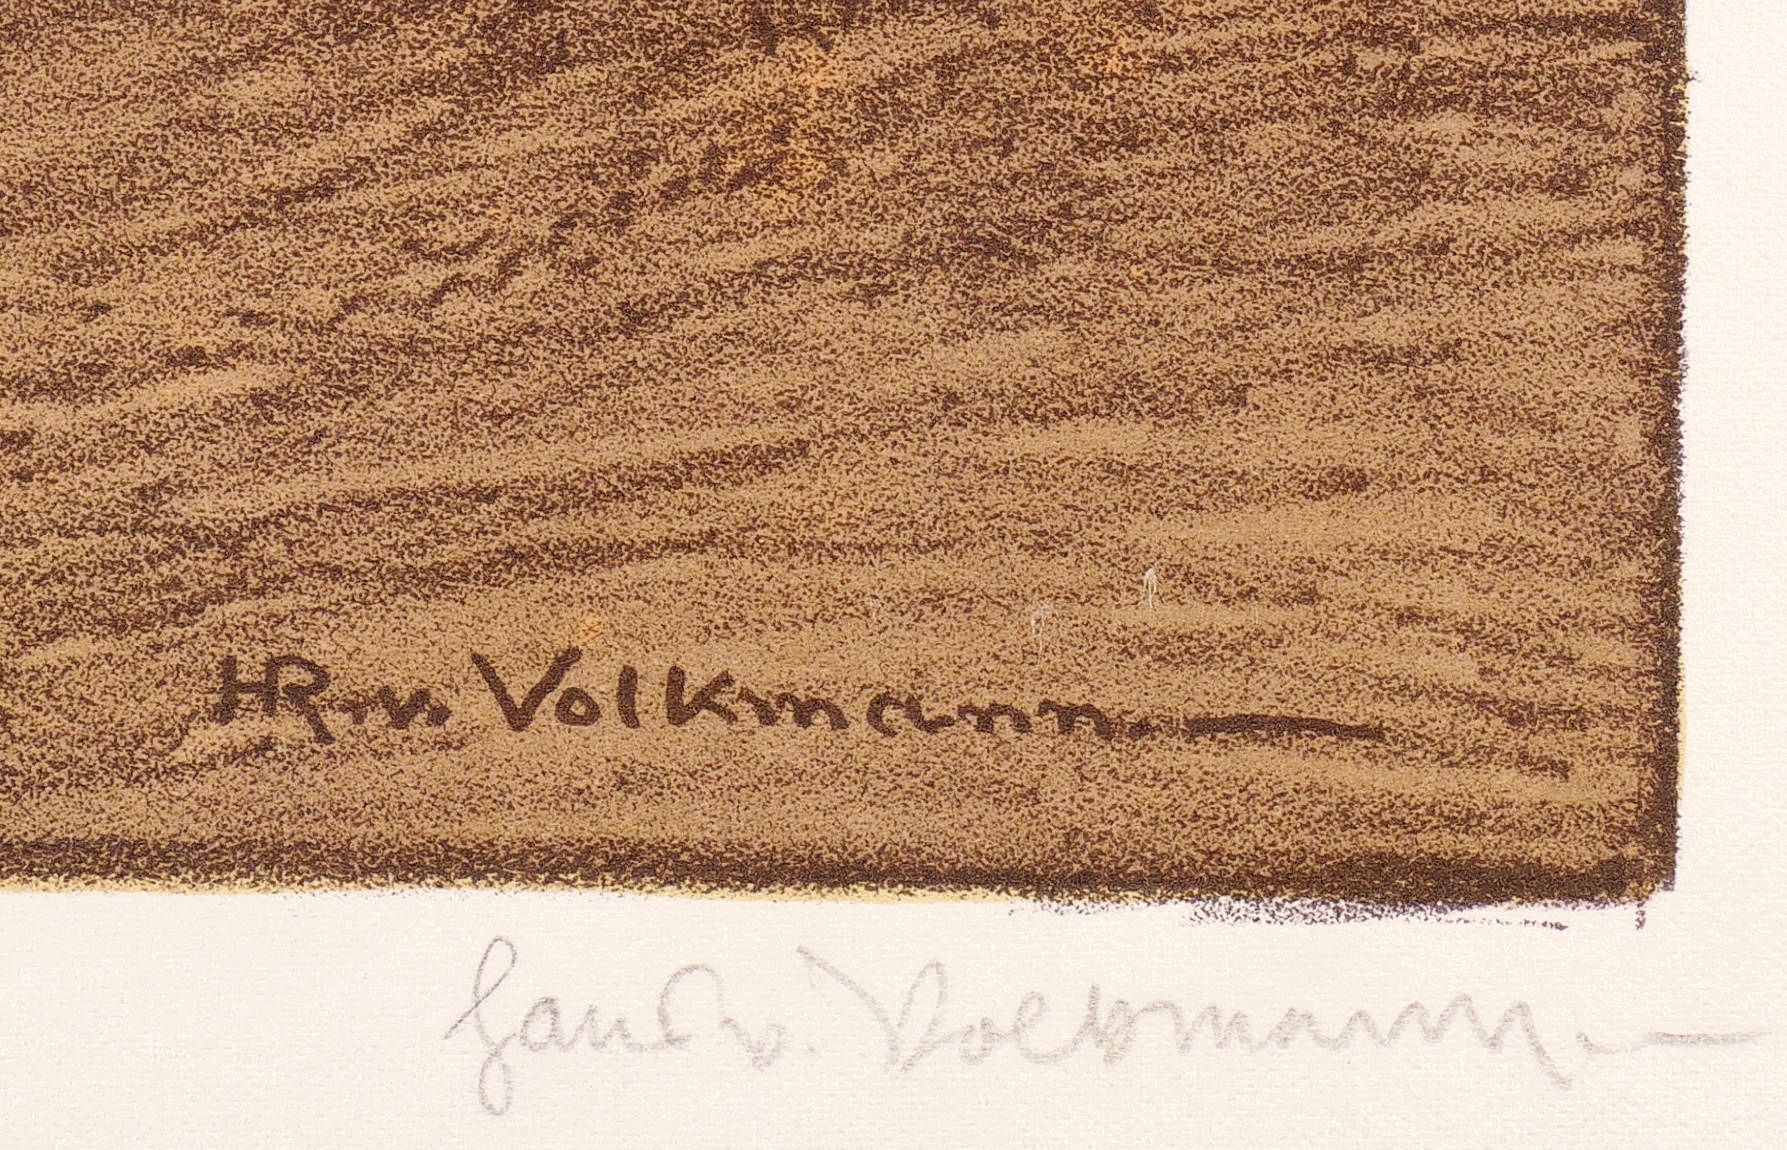 HR. v. Volkmann.
Hans R v. Volkmann.